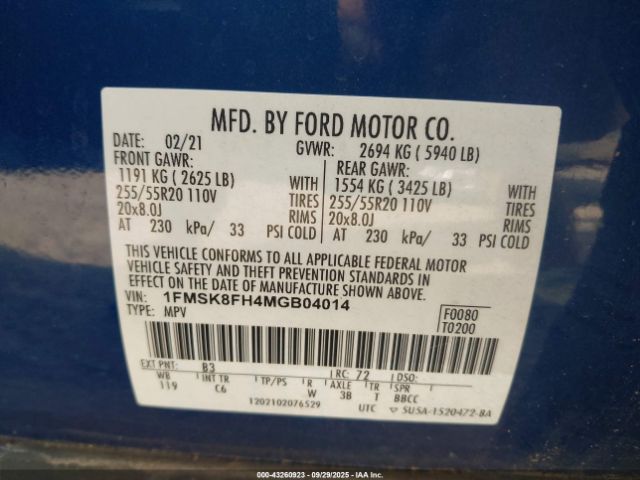 MFD. BY FORD MOTOR CO.
DATE: 02/21 GVWR: 2694 KG ( 5940 LB)
FRONT GAWR: REAR GAWR:
1191 KG ( 2625 LB) WITH 1554 KG ( 3425 LB) WITH
255/55R20 110V TIRES 255/55R20 110V TIRES
20x8.0J RIMS 20x8.0J RIMS
AT 230 kPa/ 33 PSI COLD AT 230 kPa/ 33 PSI COLD
THIS VEHICLE CONFORMS TO ALL APPLICABLE FEDERAL MOTOR
VEHICLE SAFETY AND THEFT PREVENTION STANDARDS IN
EFFECT ON THE DATE OF MANUFACTURE SHOWN ABOVE.
VIN: 1FMSK8FH4MGB04014 F0080
TYPE: MPV T0200
EXT PNT: B3 RC: 72 DSO:
WB INT TR TP/PS R AXLE TR SPR
119 C6 W 3B T BBCC
1202102076529 UTC ▽ 5U5A-1520472-BA
000-43260923 - 09/29/2025 - IAA Inc.